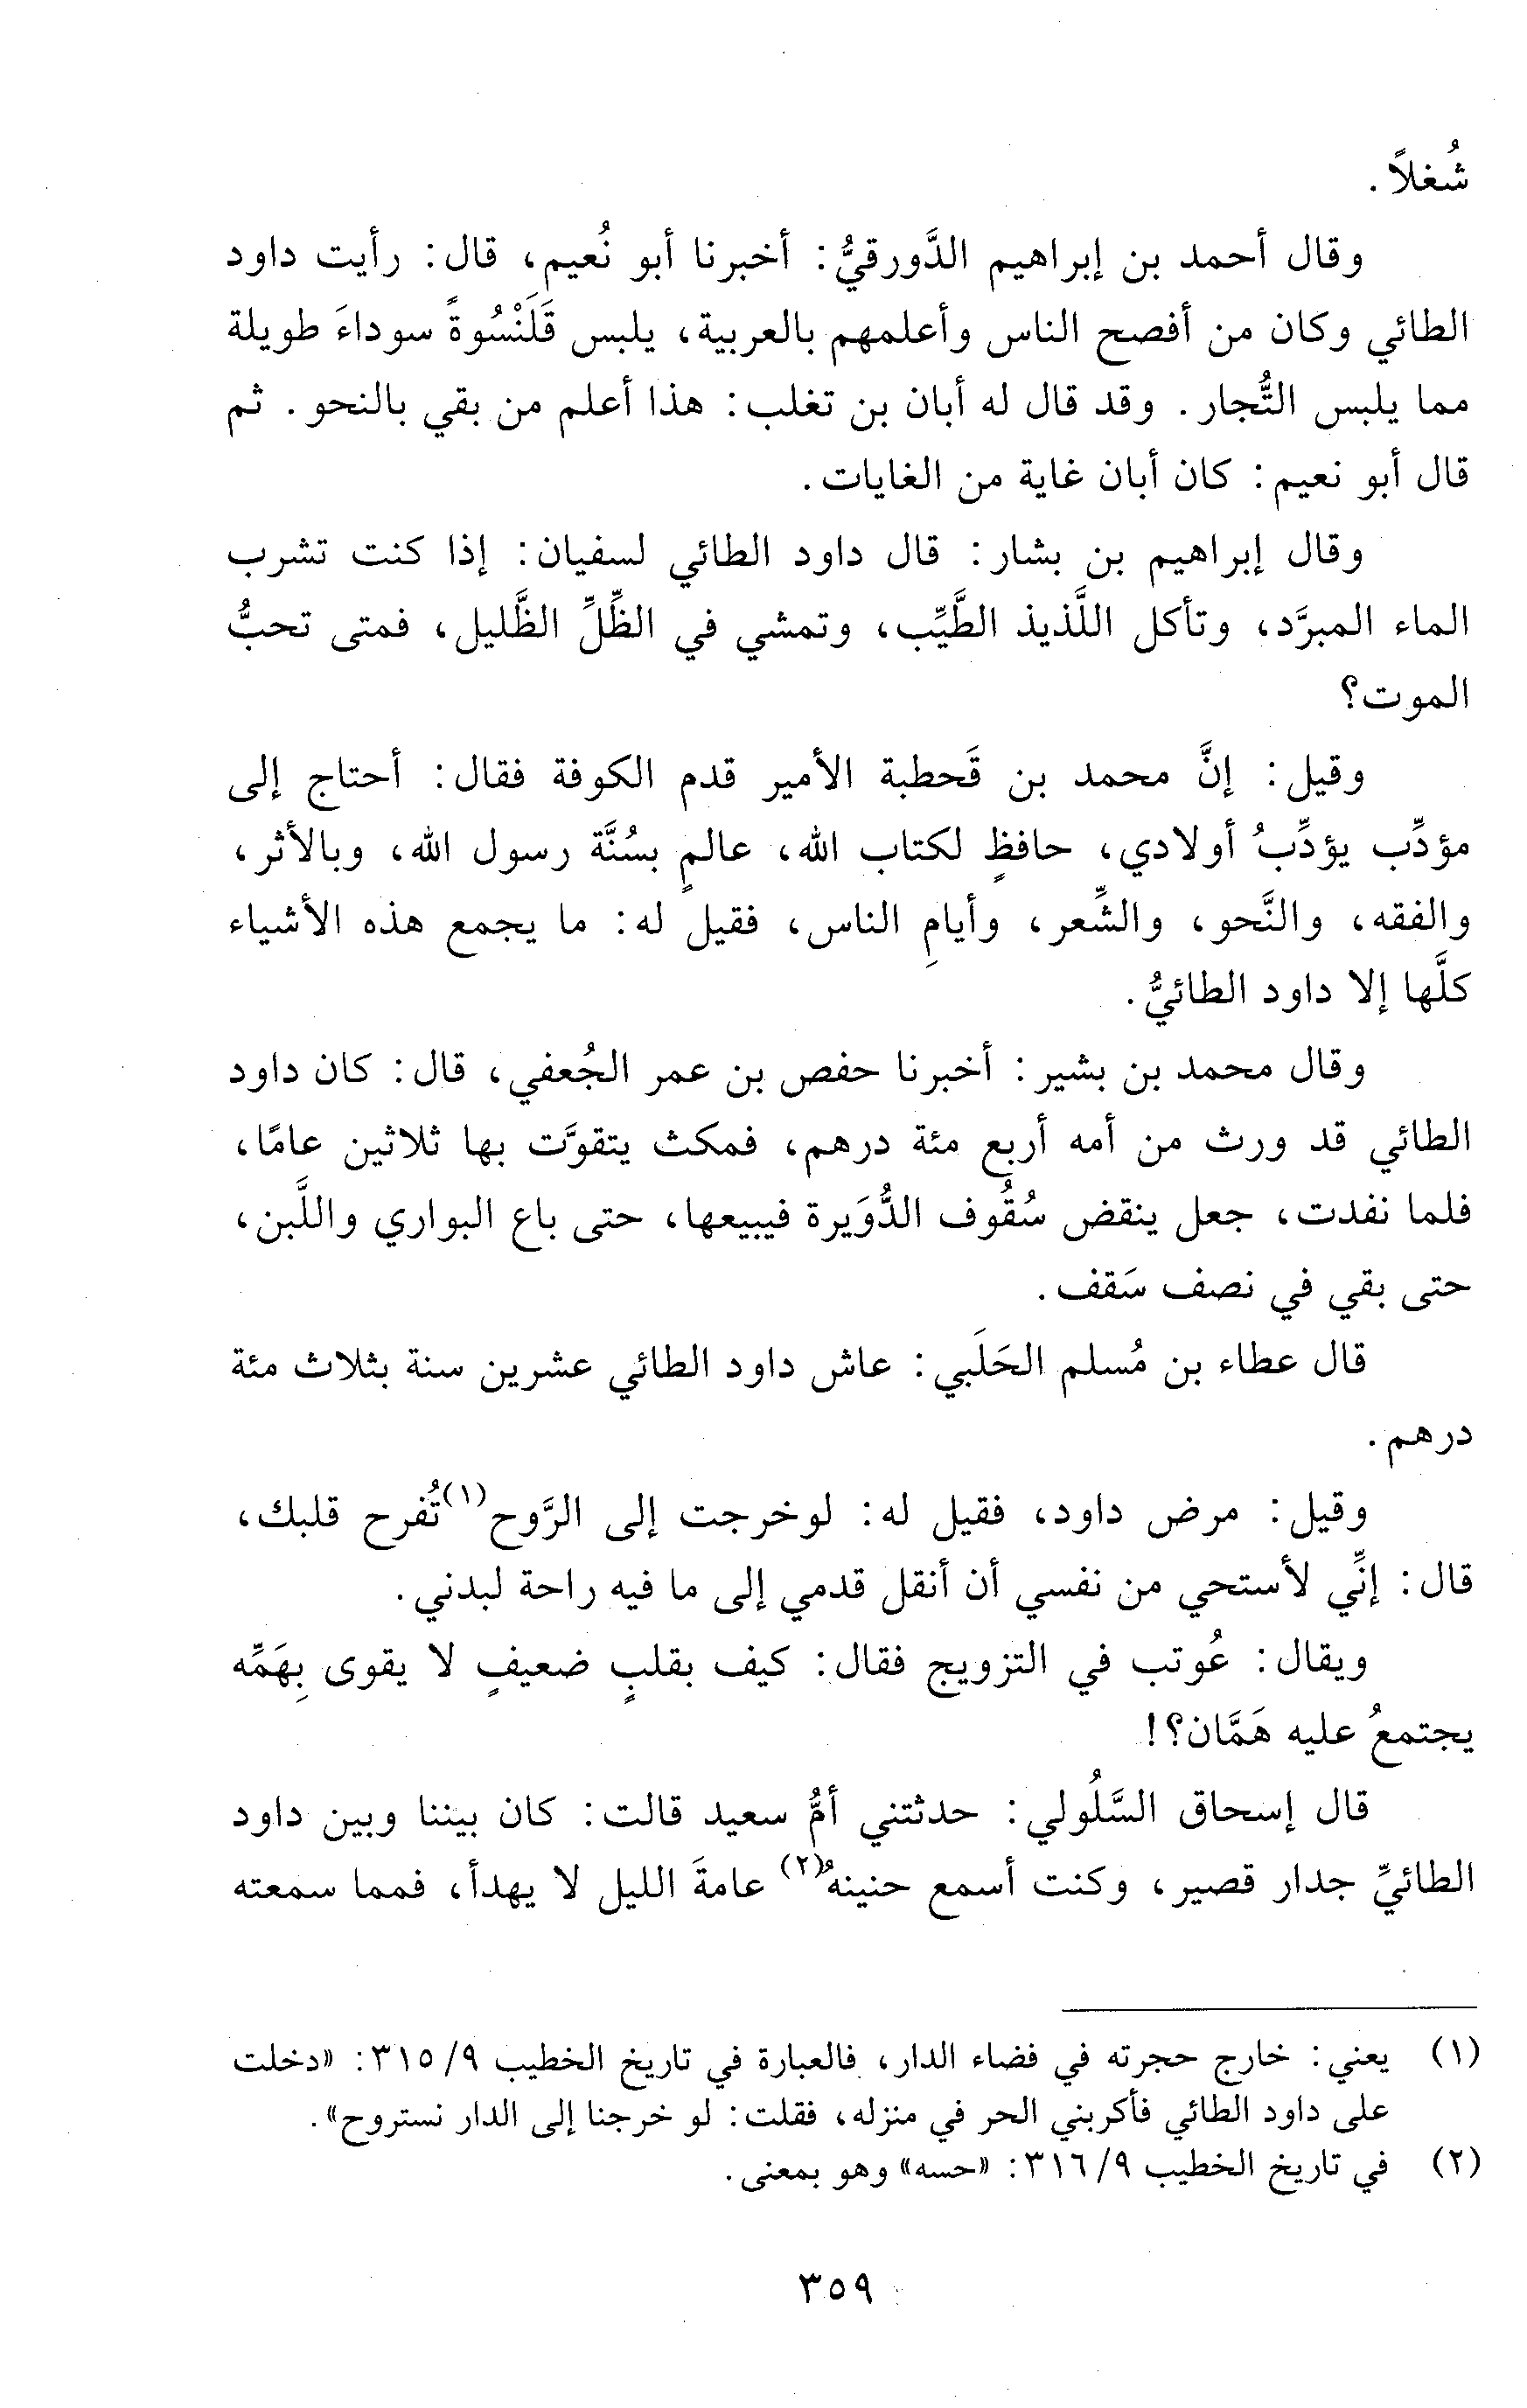 شُغلاً.
وقال أحمد بن إبراهيم الدَّورقيُّ: أخبرنا أبو نُعيم، قال: رأيت داود
الطائي وكان من أفصح الناس وأعلمهم بالعربية، يلبس قَلَنْسُوةً سوداءَ طويلة
مما يلبس التُّجار. وقد قال له أبان بن تغلب: هذا أعلم من بقي بالنحو. ثم
قال أبو نعيم: كان أبان غاية من الغايات.
وقال إبراهيم بن بشار: قال داود الطائي لسفيان: إذا كنت تشرب
الماء المبرَّد، وتأكل اللَّذيذ الطَّيِّب، وتمشي في الظِّلِّ الظَّليل، فمتى تحبُّ
الموت؟
وقيل: إنَّ محمد بن قَحطبة الأمير قدم الكوفة فقال: أحتاج إلى
مؤدِّب يؤدِّبُ أولادي، حافظٍ لكتاب الله، عالمٍ بسُنَّة رسول الله، وبالأثر،
والفقه، والنَّحو، والشِّعر، وأيامِ الناس، فقيل له: ما يجمع هذه الأشياء
كلَّها إلا داود الطائيُّ.
وقال محمد بن بشير: أخبرنا حفص بن عمر الجُعفي، قال: كان داود
الطائي قد ورث من أمه أربع مئة درهم، فمكث يتقوَّت بها ثلاثين عامًا،
فلما نفدت، جعل ينقض سُقُوف الدُّوَيرة فيبيعها، حتى باع البواري واللَّبن،
حتى بقي في نصف سَقف.
قال عطاء بن مُسلم الحَلَبي: عاش داود الطائي عشرين سنة بثلاث مئة
درهم.
وقيل: مرض داود، فقيل له: لوخرجت إلى الرَّوح(١) تُفرح قلبك،
قال: إنِّي لأستحي من نفسي أن أنقل قدمي إلى ما فيه راحة لبدني.
ويقال: عُوتب في التزويج فقال: كيف بقلبٍ ضعيفٍ لا يقوى بِهَمِّه
يجتمعُ عليه هَمَّان؟!
قال إسحاق السَّلُولي: حدثتني أمُّ سعيد قالت: كان بيننا وبين داود
الطائيِّ جدار قصير، وكنت أسمع حنينهُ(٢) عامةَ الليل لا يهدأ، فمما سمعته
(١) يعني: خارج حجرته في فضاء الدار، فالعبارة في تاريخ الخطيب ٩/ ٣١٥: «دخلت
على داود الطائي فأكربني الحر في منزله، فقلت: لو خرجنا إلى الدار نستروح».
(٢) في تاريخ الخطيب ٩/ ٣١٦: «حسه» وهو بمعنى.
٣٥٩